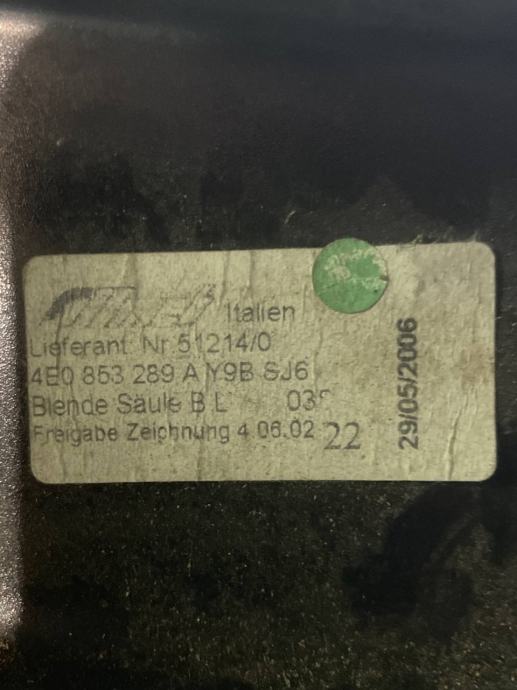 Italien
Lieferant Nr.51214/0
4E0 853 289 A Y9B SJ6
Blende Säule B L
Freigabe Zeichnung 4.06.02 22
29/05/2006